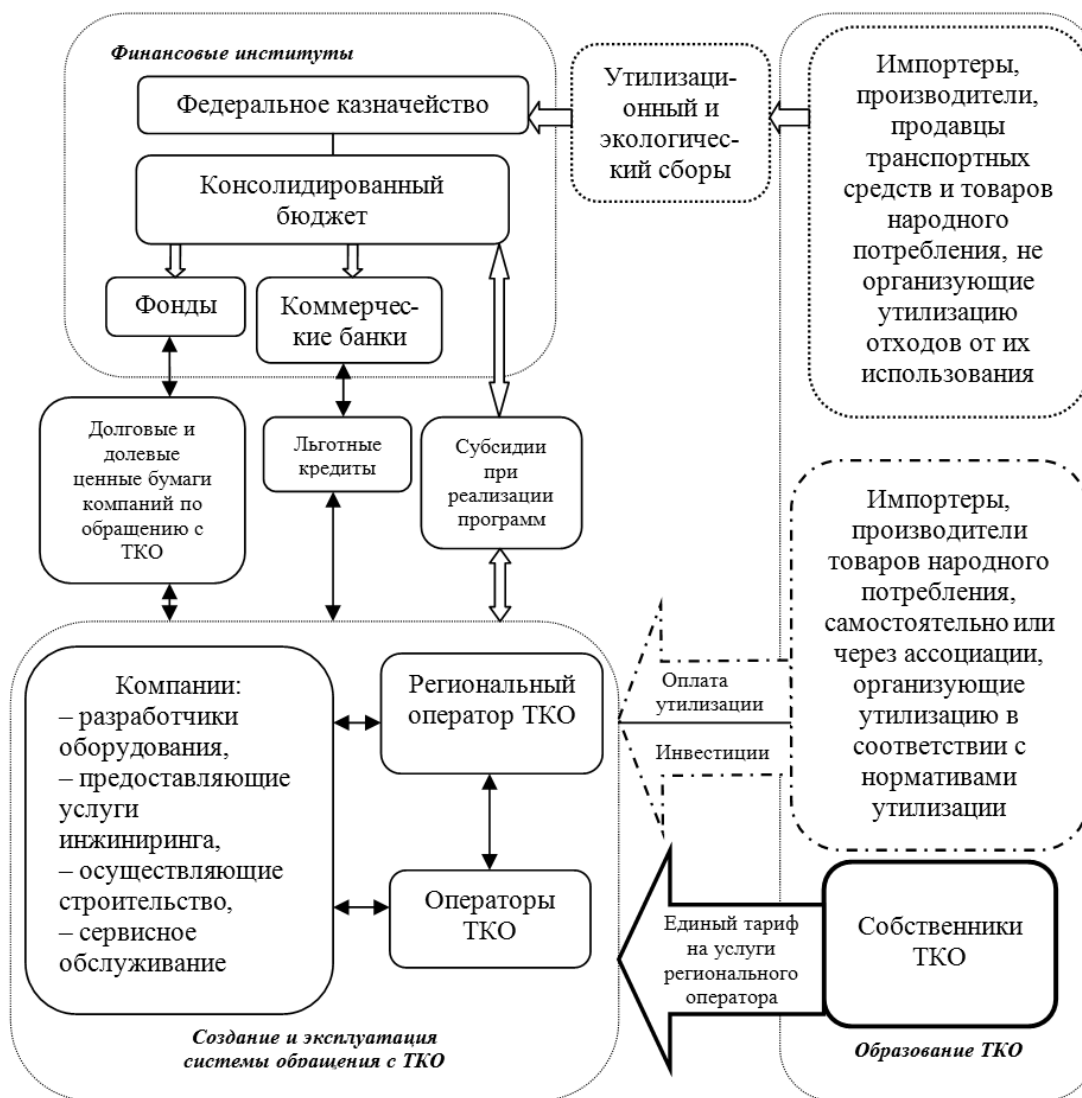 Финансовые институты
Федеральное казначейство
Консолидированный
бюджет
Фонды
Коммерчес-
кие банки
Утилизаци-
онный и
экологичес-
кий сборы
Импортеры,
производители,
продавцы
транспортных
средств и товаров
народного
потребления, не
организующие
утилизацию
отходов от их
использования
Долговые и
долевые
ценные бумаги
компаний по
обращению с
ТКО
Льготные
кредиты
Субсидии
при
реализации
программ
Импортеры,
производители
товаров народного
потребления,
самостоятельно или
через ассоциации,
организующие
утилизацию в
соответствии с
нормативами
утилизации
Оплата
утилизации
Инвестиции
Компании:
– разработчики
оборудования,
– предоставляющие
услуги
инжиниринга,
– осуществляющие
строительство,
– сервисное
обслуживание
Региональный
оператор ТКО
Операторы
ТКО
Единый тариф
на услуги
регионального
оператора
Собственники
ТКО
Создание и эксплуатация
системы обращения с ТКО
Образование ТКО